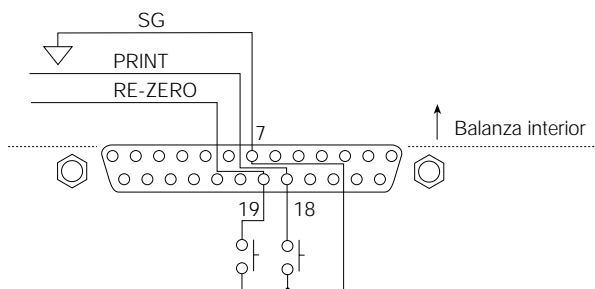 SG
PRINT
RE-ZERO
7
Balanza interior
19 18